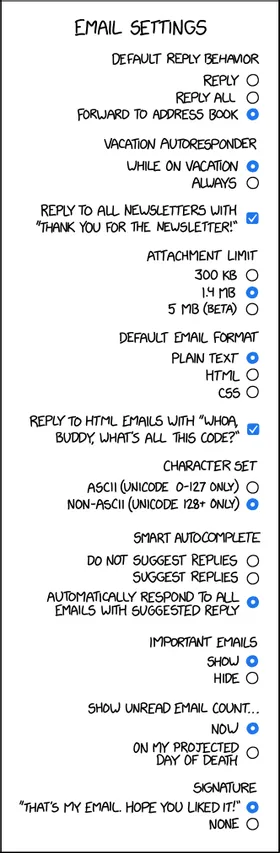 EMAIL SETTINGS
DEFAULT REPLY BEHAVIOR
REPLY
REPLY ALL
FORWARD TO ADDRESS BOOK
VACATION AUTORESPONDER
WHILE ON VACATION
ALWAYS
REPLY TO ALL NEWSLETTERS WITH
"THANK YOU FOR THE NEWSLETTER!"
ATTACHMENT LIMIT
300 KB
1.4 MB
5 MB (BETA)
DEFAULT EMAIL FORMAT
PLAIN TEXT
HTML
CSS
REPLY TO HTML EMAILS WITH "WHOA,
BUDDY, WHAT'S ALL THIS CODE?"
CHARACTER SET
ASCII (UNICODE 0-127 ONLY)
NON-ASCII (UNICODE 128+ ONLY)
SMART AUTOCOMPLETE
DO NOT SUGGEST REPLIES
SUGGEST REPLIES
AUTOMATICALLY RESPOND TO ALL
EMAILS WITH SUGGESTED REPLY
IMPORTANT EMAILS
SHOW
HIDE
SHOW UNREAD EMAIL COUNT...
NOW
ON MY PROJECTED
DAY OF DEATH
SIGNATURE
"THAT'S MY EMAIL. HOPE YOU LIKED IT!"
NONE